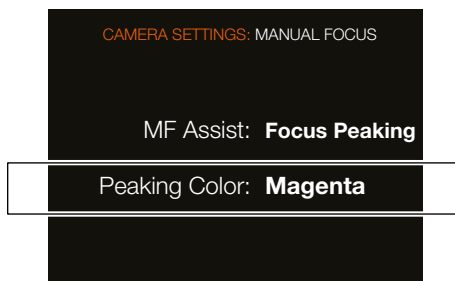 CAMERA SETTINGS: MANUAL FOCUS
MF Assist: Focus Peaking
Peaking Color: Magenta